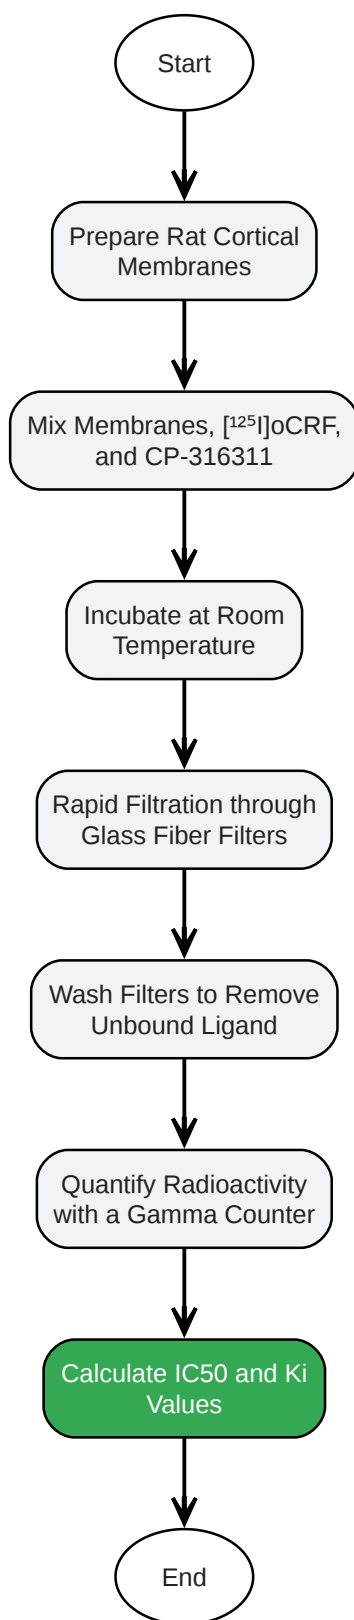 Start
Prepare Rat Cortical
Membranes
Mix Membranes, [¹²⁵I]oCRF,
and CP-316311
Incubate at Room
Temperature
Rapid Filtration through
Glass Fiber Filters
Wash Filters to Remove
Unbound Ligand
Quantify Radioactivity
with a Gamma Counter
Calculate IC50 and Ki
Values
End